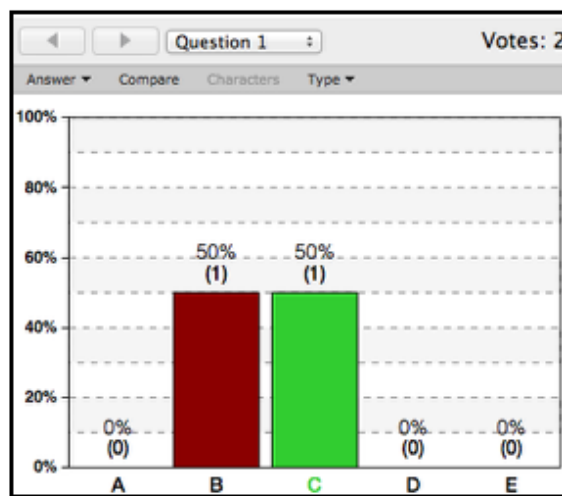 Question 1 Votes: 2
Answer Compare Characters Type
100%
80%
60%
50% 50%
(1) (1)
40%
20%
0% 0% 0%
(0) (0) (0)
0%
A B C D E